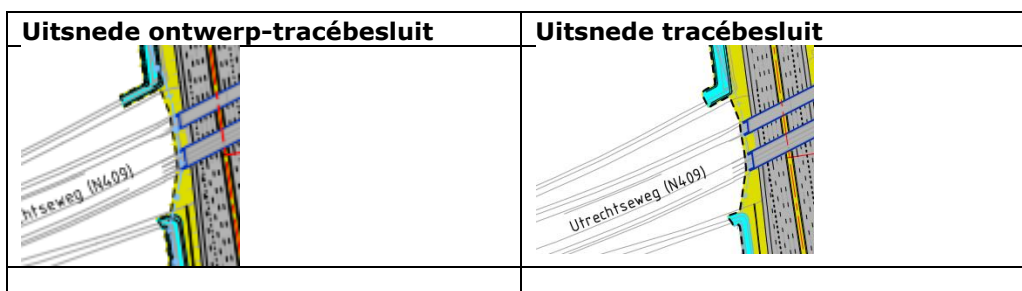 Uitsnede ontwerp-tracébesluit
Uitsnede tracébesluit
htseweg (N409)
Utrechtseweg (N409)